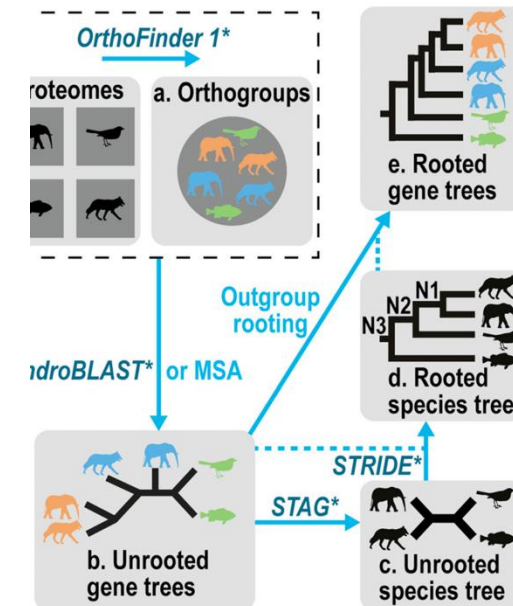 OrthoFinder 1*
roteomes
a. Orthogroups
e. Rooted
gene trees
Outgroup
rooting
N1
N2
N3
d. Rooted
species tree
ndroBLAST* or MSA
STRIDE*
STAG*
b. Unrooted
gene trees
c. Unrooted
species tree